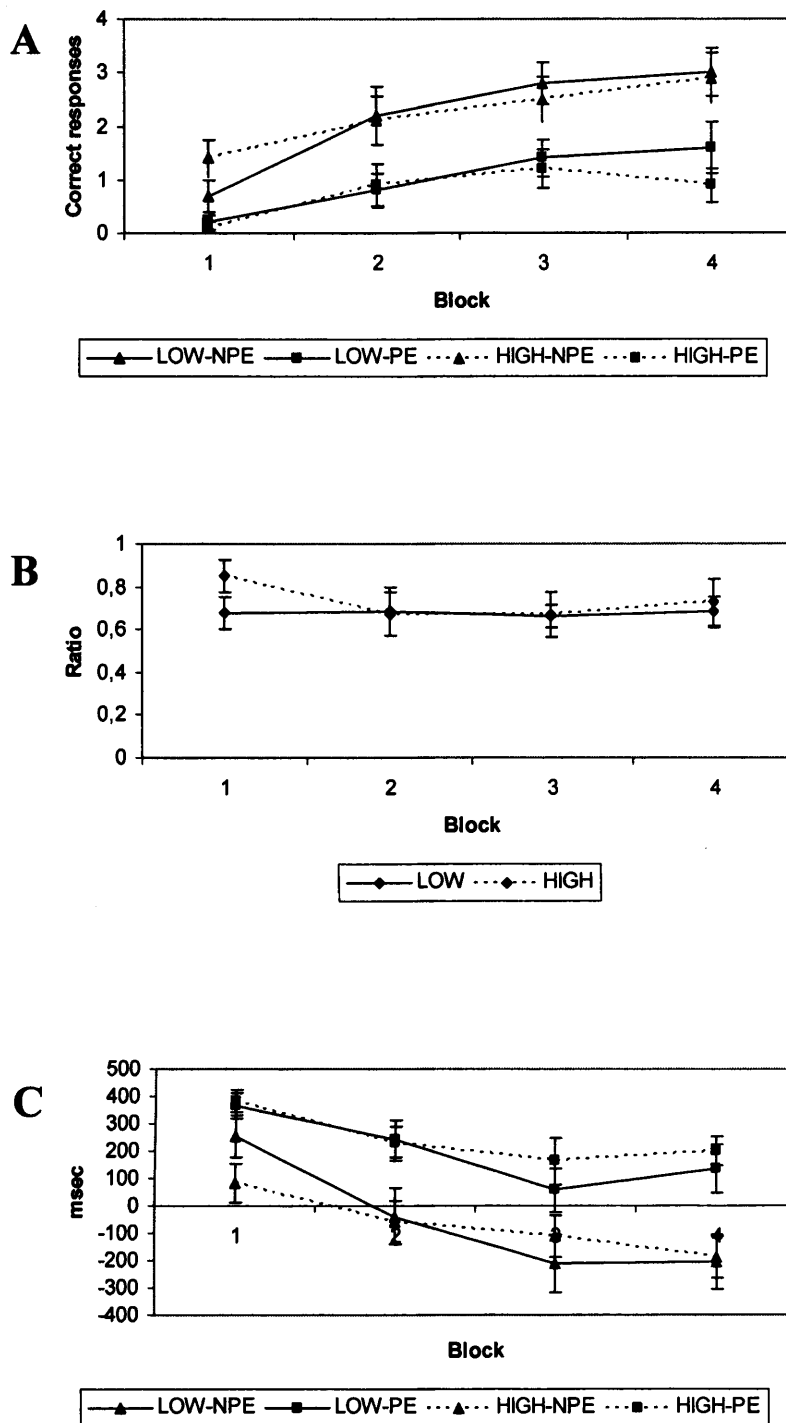 A
4
3
2
1
0
Correct responses
1 2 3 4
Block
LOW-NPE LOW-PE HIGH-NPE HIGH-PE
B
1
0,8
0,6
0,4
0,2
0
Ratio
1 2 3 4
Block
LOW HIGH
C
500
400
300
200
100
0
-100
-200
-300
-400
msec
1 2 3 4
Block
LOW-NPE LOW-PE HIGH-NPE HIGH-PE